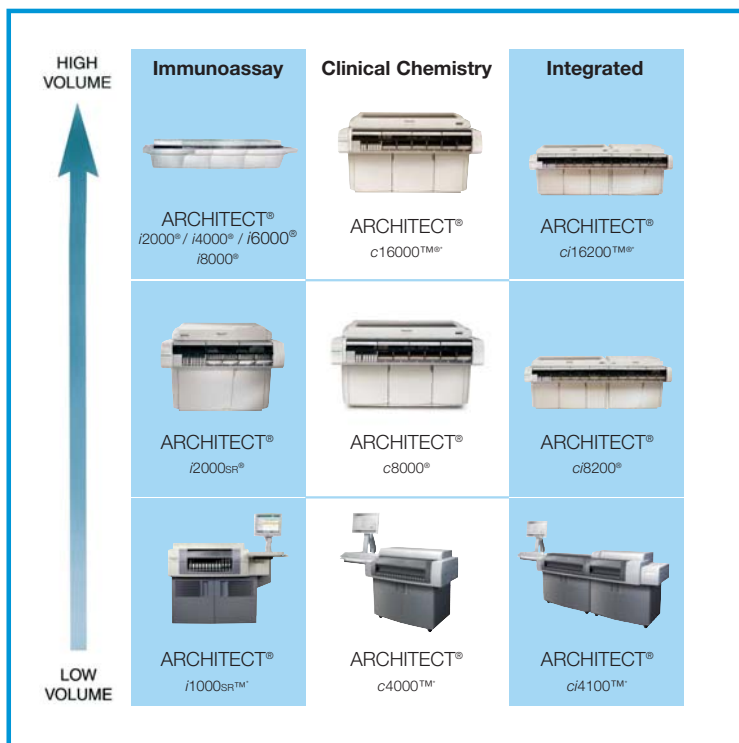 HIGH
VOLUME
Immunoassay
Clinical Chemistry
Integrated
ARCHITECT®
i2000® / i4000® / i6000®
i8000®
ARCHITECT®
c16000™®*
ARCHITECT®
ci16200™®*
ARCHITECT®
i2000SR®
ARCHITECT®
c8000®
ARCHITECT®
ci8200®
ARCHITECT®
i1000SR™*
ARCHITECT®
c4000™*
ARCHITECT®
ci4100™*
LOW
VOLUME